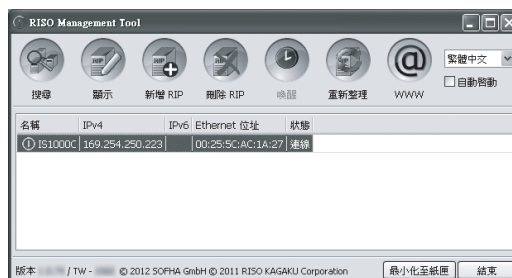 RISO Management Tool
搜尋 顯示 新增 RIP 刪除 RIP 喚醒 重新整理 WWW
繁體中文
自動啓動
名稱 IPv4 IPv6 Ethernet 位址 狀態
IS1000C 169.254.250.223 00:25:5C:AC:1A:27 連線
版本 / TW - © 2012 SOFHA GmbH © 2011 RISO KAGAKU Corporation
最小化至紙匣 結束